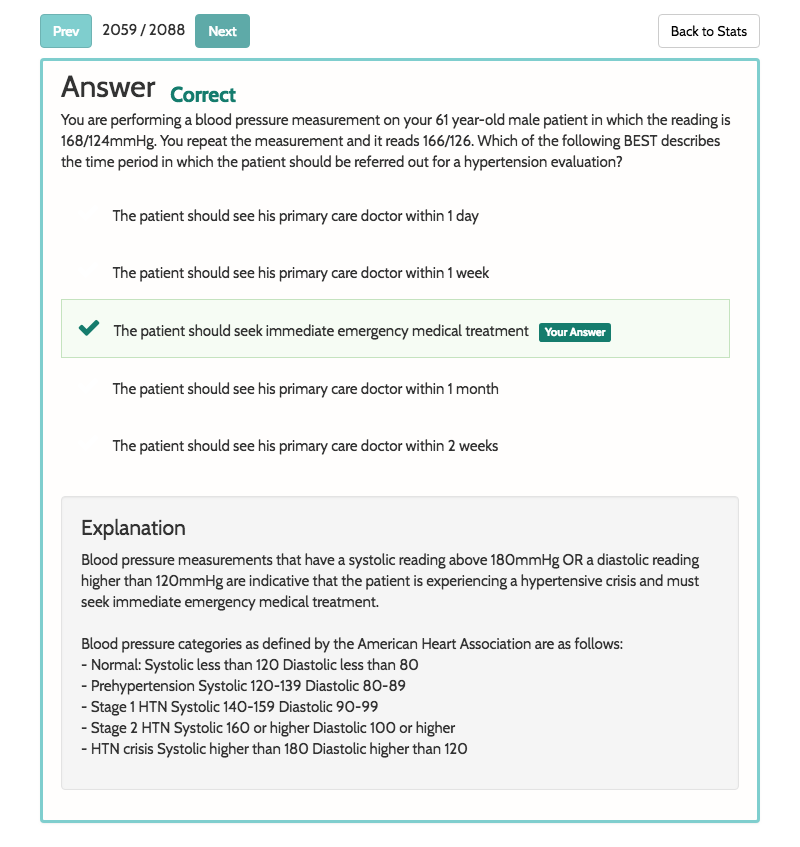 Prev 2059 / 2088 Next Back to Stats
Answer Correct
You are performing a blood pressure measurement on your 61 year-old male patient in which the reading is
168/124mmHg. You repeat the measurement and it reads 166/126. Which of the following BEST describes
the time period in which the patient should be referred out for a hypertension evaluation?
The patient should see his primary care doctor within 1 day
The patient should see his primary care doctor within 1 week
The patient should seek immediate emergency medical treatment Your Answer
The patient should see his primary care doctor within 1 month
The patient should see his primary care doctor within 2 weeks
Explanation
Blood pressure measurements that have a systolic reading above 180mmHg OR a diastolic reading
higher than 120mmHg are indicative that the patient is experiencing a hypertensive crisis and must
seek immediate emergency medical treatment.
Blood pressure categories as defined by the American Heart Association are as follows:
- Normal: Systolic less than 120 Diastolic less than 80
- Prehypertension Systolic 120-139 Diastolic 80-89
- Stage 1 HTN Systolic 140-159 Diastolic 90-99
- Stage 2 HTN Systolic 160 or higher Diastolic 100 or higher
- HTN crisis Systolic higher than 180 Diastolic higher than 120